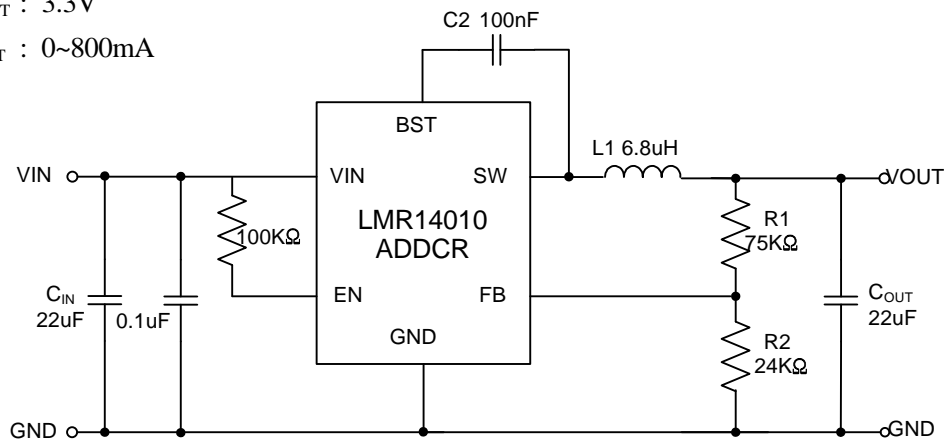 T : 3.3V
T : 0~800mA
C2 100nF
BST
L1 6.8uH
VIN
VIN
SW
VOUT
LMR14010
ADDCR
R1
75KΩ
100KΩ
CIN
22uF
0.1uF
EN
FB
COUT
22uF
GND
R2
24KΩ
GND
GND